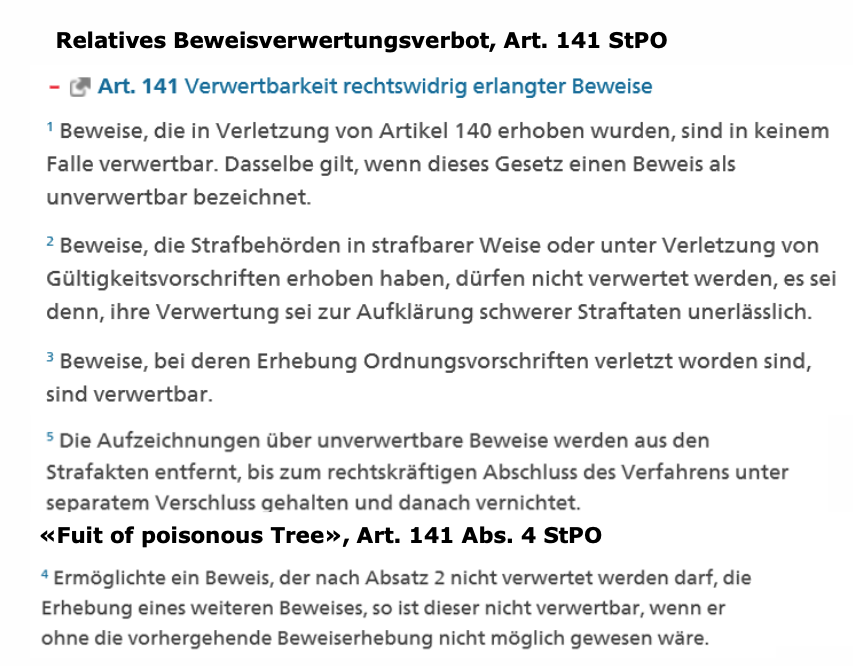 Relatives Beweisverwertungsverbot, Art. 141 StPO
– Art. 141 Verwertbarkeit rechtswidrig erlangter Beweise
¹ Beweise, die in Verletzung von Artikel 140 erhoben wurden, sind in keinem
Falle verwertbar. Dasselbe gilt, wenn dieses Gesetz einen Beweis als
unverwertbar bezeichnet.
² Beweise, die Strafbehörden in strafbarer Weise oder unter Verletzung von
Gültigkeitsvorschriften erhoben haben, dürfen nicht verwertet werden, es sei
denn, ihre Verwertung sei zur Aufklärung schwerer Straftaten unerlässlich.
³ Beweise, bei deren Erhebung Ordnungsvorschriften verletzt worden sind,
sind verwertbar.
⁵ Die Aufzeichnungen über unverwertbare Beweise werden aus den
Strafakten entfernt, bis zum rechtskräftigen Abschluss des Verfahrens unter
separatem Verschluss gehalten und danach vernichtet.
«Fuit of poisonous Tree», Art. 141 Abs. 4 StPO
⁴ Ermöglichte ein Beweis, der nach Absatz 2 nicht verwertet werden darf, die
Erhebung eines weiteren Beweises, so ist dieser nicht verwertbar, wenn er
ohne die vorhergehende Beweiserhebung nicht möglich gewesen wäre.